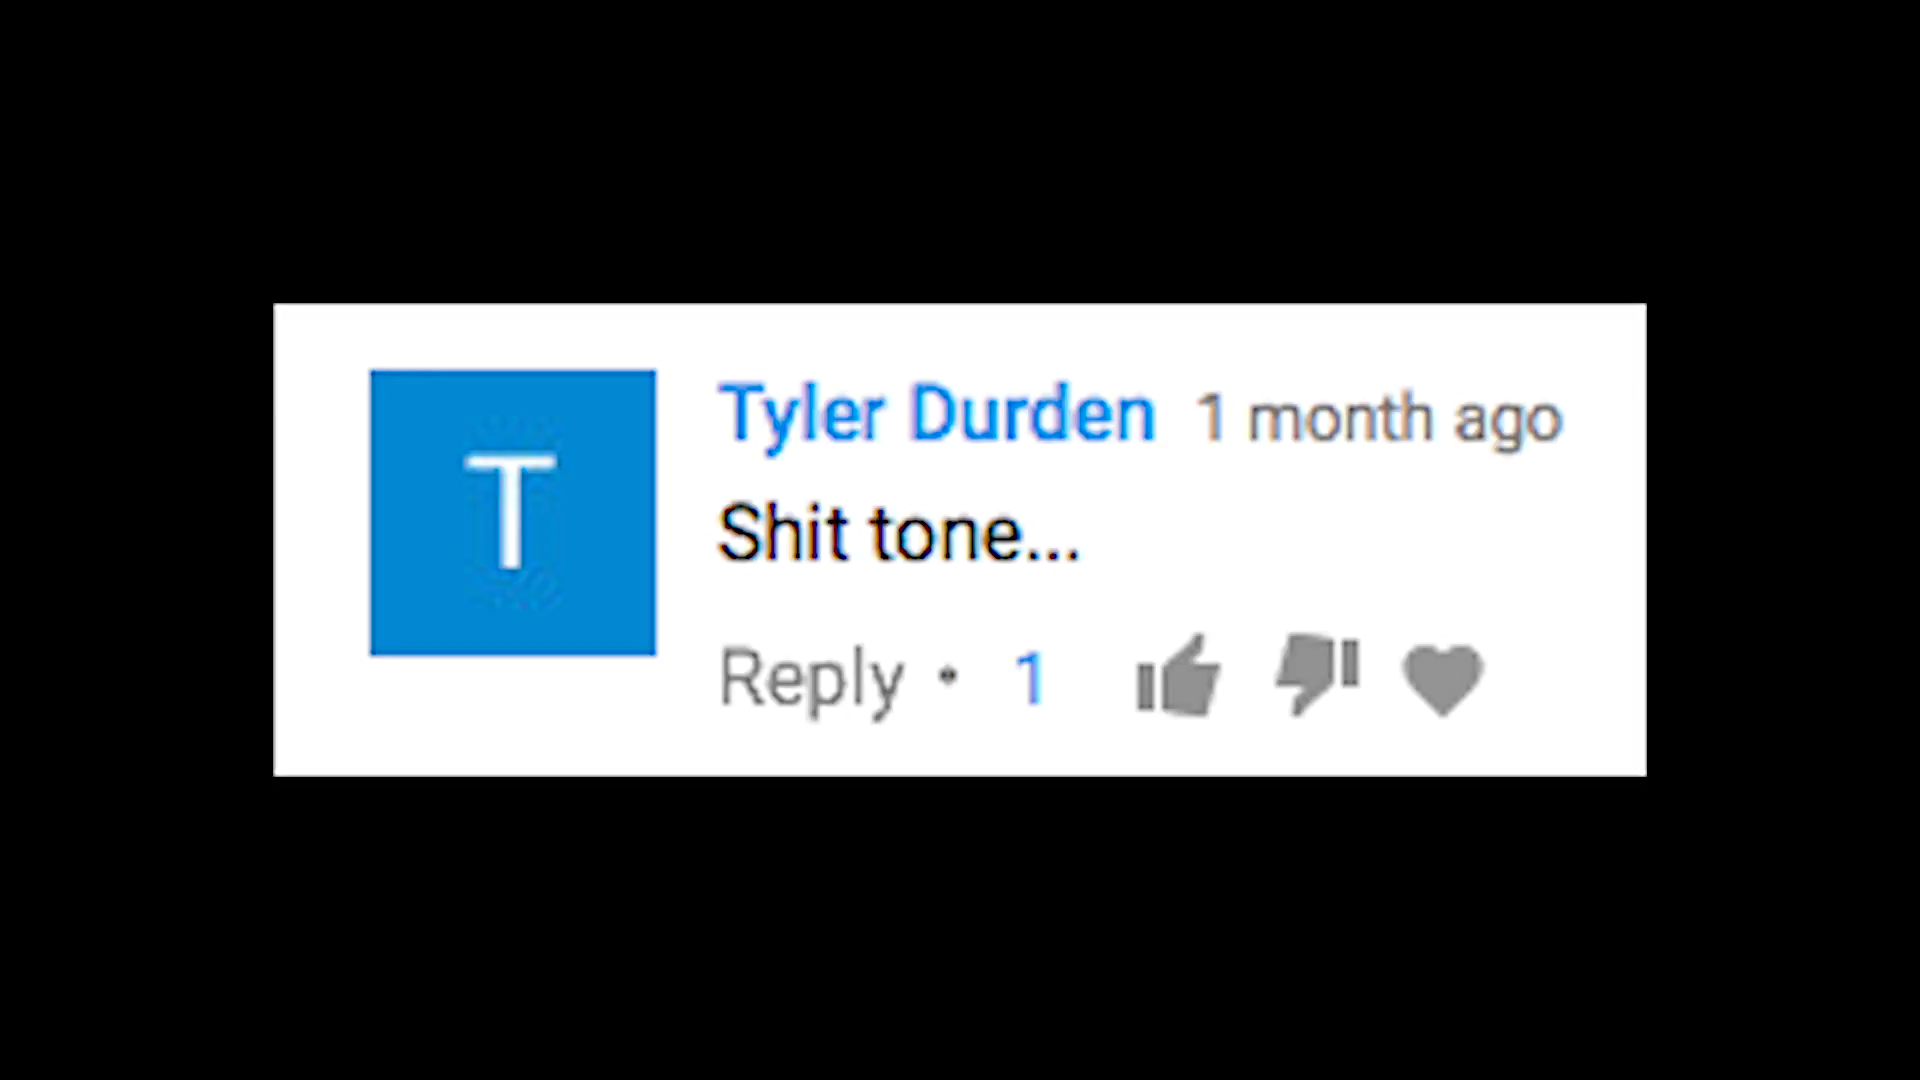 T
Tyler Durden 1 month ago
Shit tone...
Reply • 1